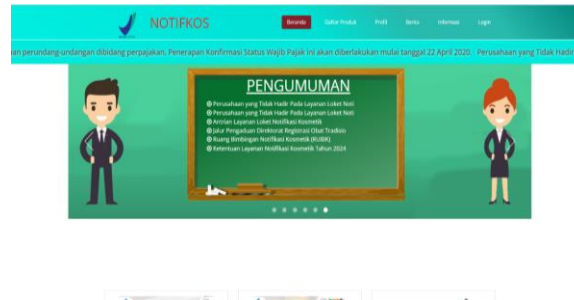 NOTIFKOS
Beranda Daftar Produk Profil Berita Informasi Login
an perundang-undangan dibidang perpajakan. Penerapan Konfirmasi Status Wajib Pajak ini akan diberlakukan mulai tanggal 22 April 2020. Perusahaan yang Tidak Hadir
PENGUMUMAN
Perusahaan yang Tidak Hadir Pada Layanan Loket Noti
Perusahaan yang Tidak Hadir Pada Layanan Loket Noti
Antrian Layanan Loket Notifikasi Kosmetik
Jalur Pengaduan Direktorat Registrasi Obat Tradisio
Ruang Bimbingan Notifikasi Kosmetik (RUBIK)
Ketentuan Layanan Notifikasi Kosmetik Tahun 2024